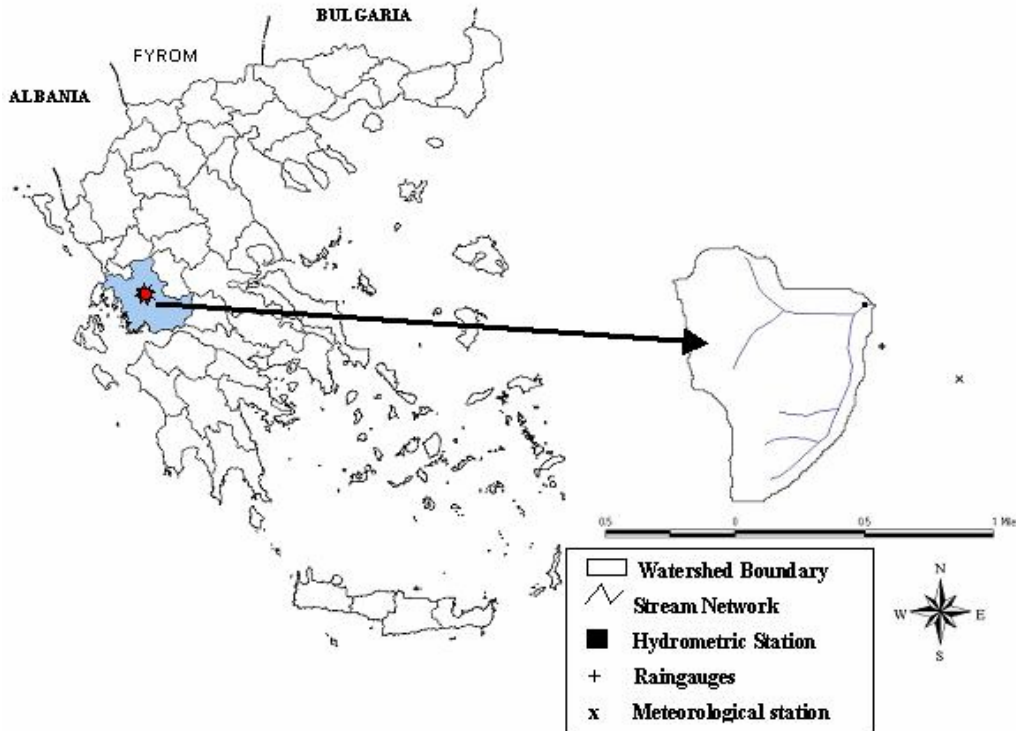 BULGARIA
FYROM
ALBANIA
0.5 0 0.5 1 Mile
Watershed Boundary
Stream Network
Hydrometric Station
+ Raingauges
x Meteorological station
N
W E
S